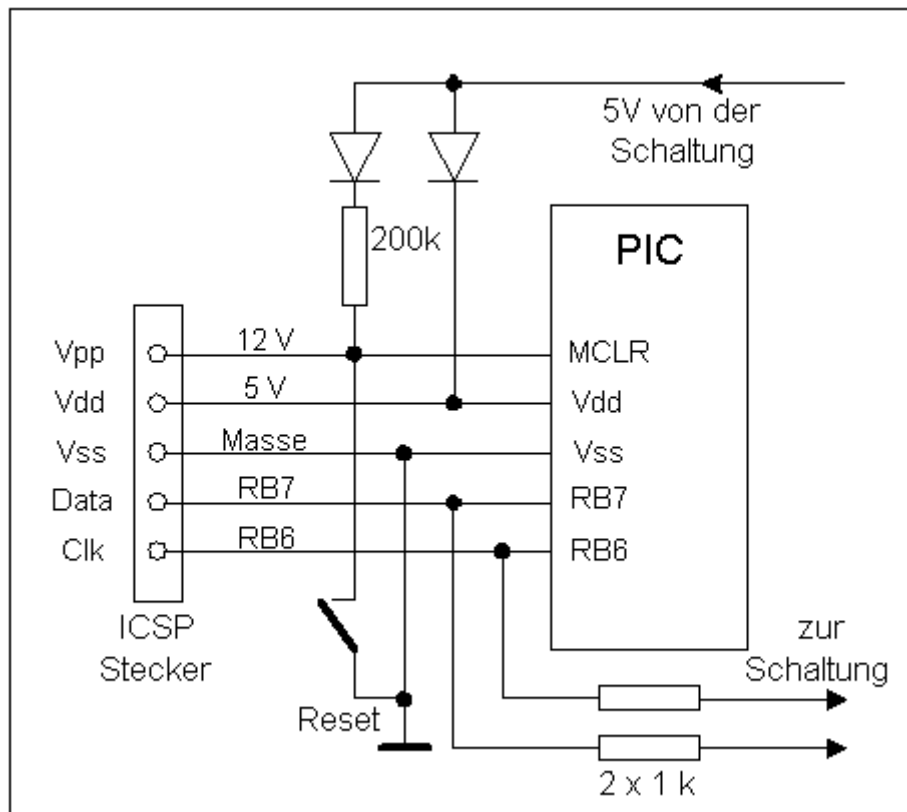 5V von der
Schaltung
200k
PIC
Vpp
12 V
MCLR
Vdd
5 V
Vdd
Vss
Masse
Vss
Data
RB7
RB7
Clk
RB6
RB6
ICSP
Stecker
zur
Schaltung
Reset
2 x 1 k